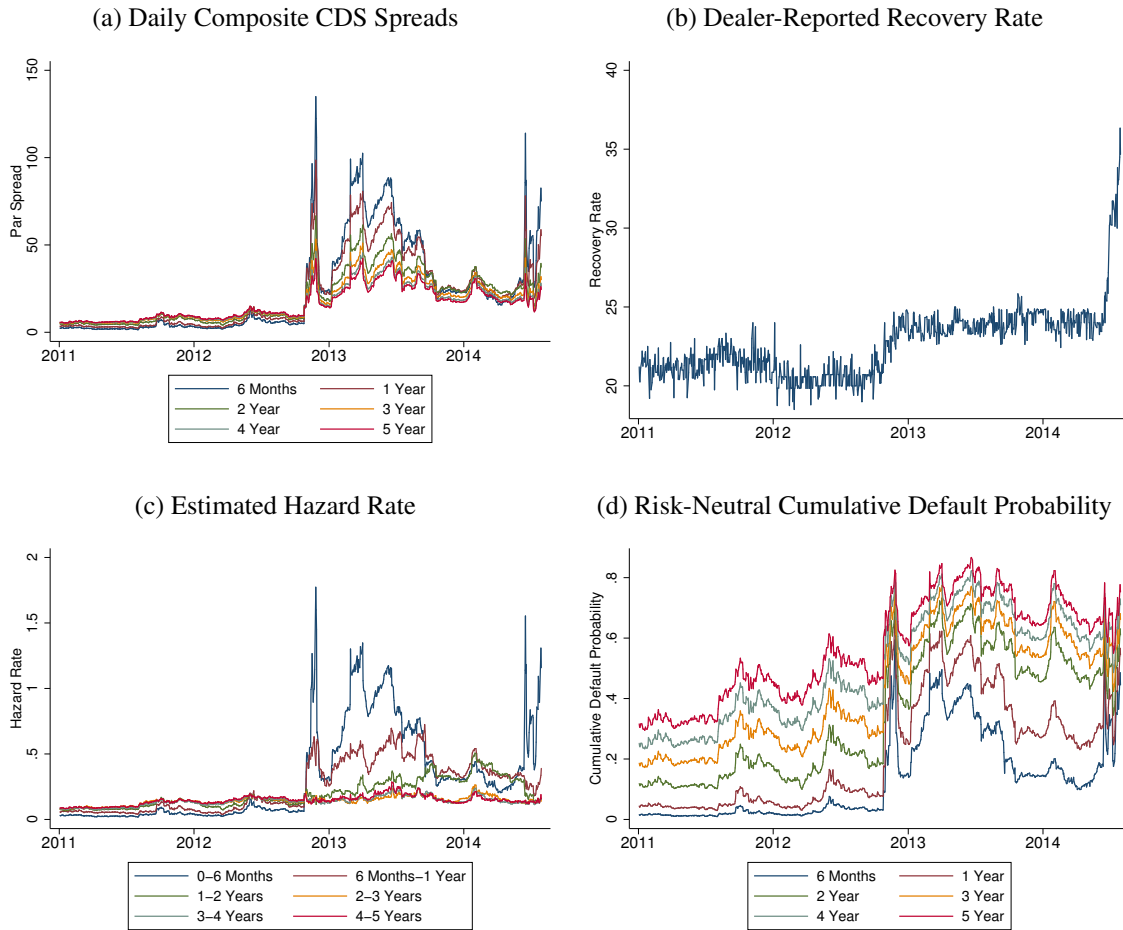 (a) Daily Composite CDS Spreads
Par Spread
150
100
50
0
2011 2012 2013 2014
6 Months 1 Year
2 Year 3 Year
4 Year 5 Year
(b) Dealer-Reported Recovery Rate
Recovery Rate
40
35
30
25
20
2011 2012 2013 2014
(c) Estimated Hazard Rate
Hazard Rate
2
1.5
1
.5
0
2011 2012 2013 2014
0−6 Months 6 Months−1 Year
1−2 Years 2−3 Years
3−4 Years 4−5 Years
(d) Risk-Neutral Cumulative Default Probability
Cumulative Default Probability
.8
.6
.4
.2
0
2011 2012 2013 2014
6 Months 1 Year
2 Year 3 Year
4 Year 5 Year